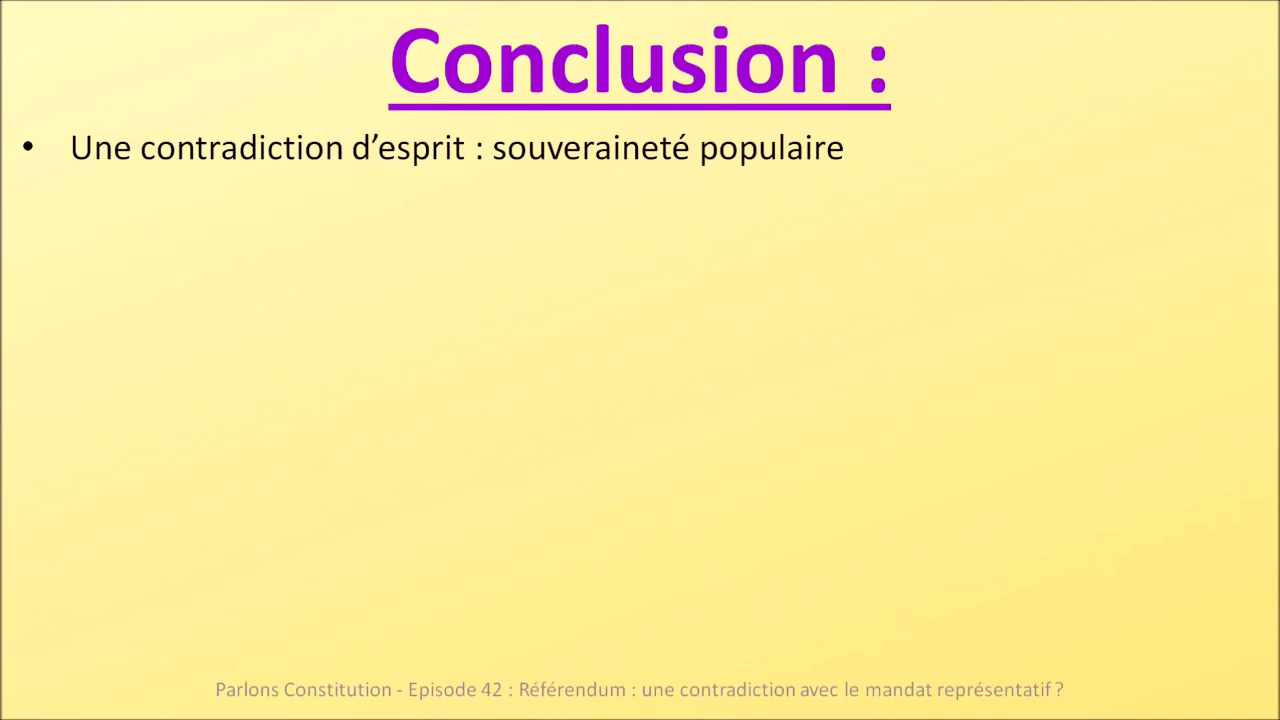 Conclusion :
• Une contradiction d’esprit : souveraineté populaire
Parlons Constitution - Episode 42 : Référendum : une contradiction avec le mandat représentatif ?